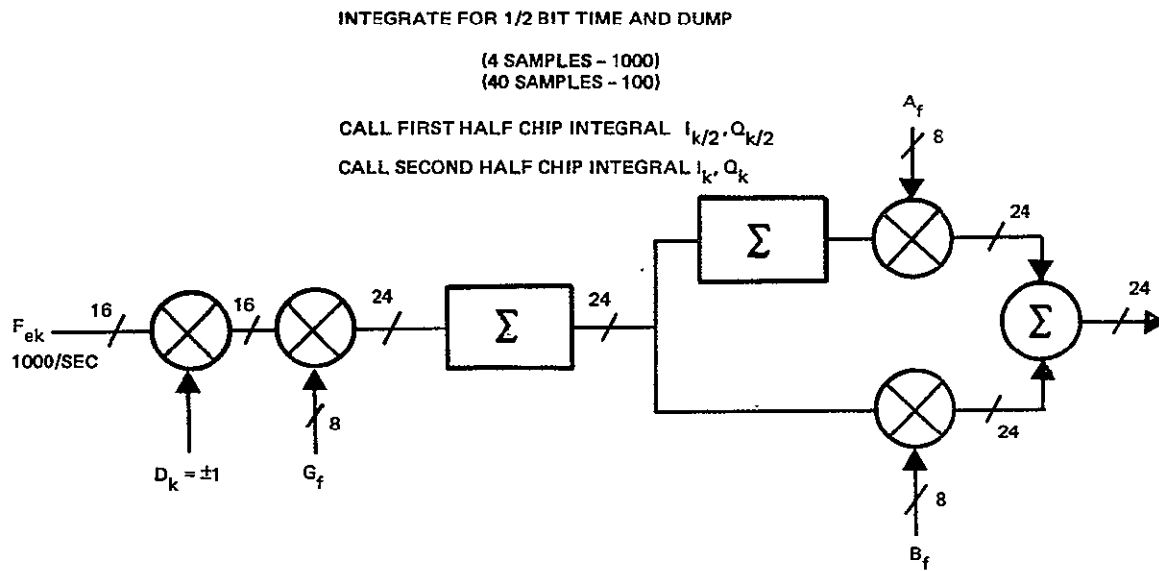 INTEGRATE FOR 1/2 BIT TIME AND DUMP
(4 SAMPLES – 1000)
(40 SAMPLES – 100)
CALL FIRST HALF CHIP INTEGRAL I_{k/2}, Q_{k/2}
CALL SECOND HALF CHIP INTEGRAL I_k, Q_k
A_f
8
24
Σ
16
16
24
24
24
F_{ek}
Σ
Σ
1000/SEC
8
24
D_k = ±1
G_f
8
B_f